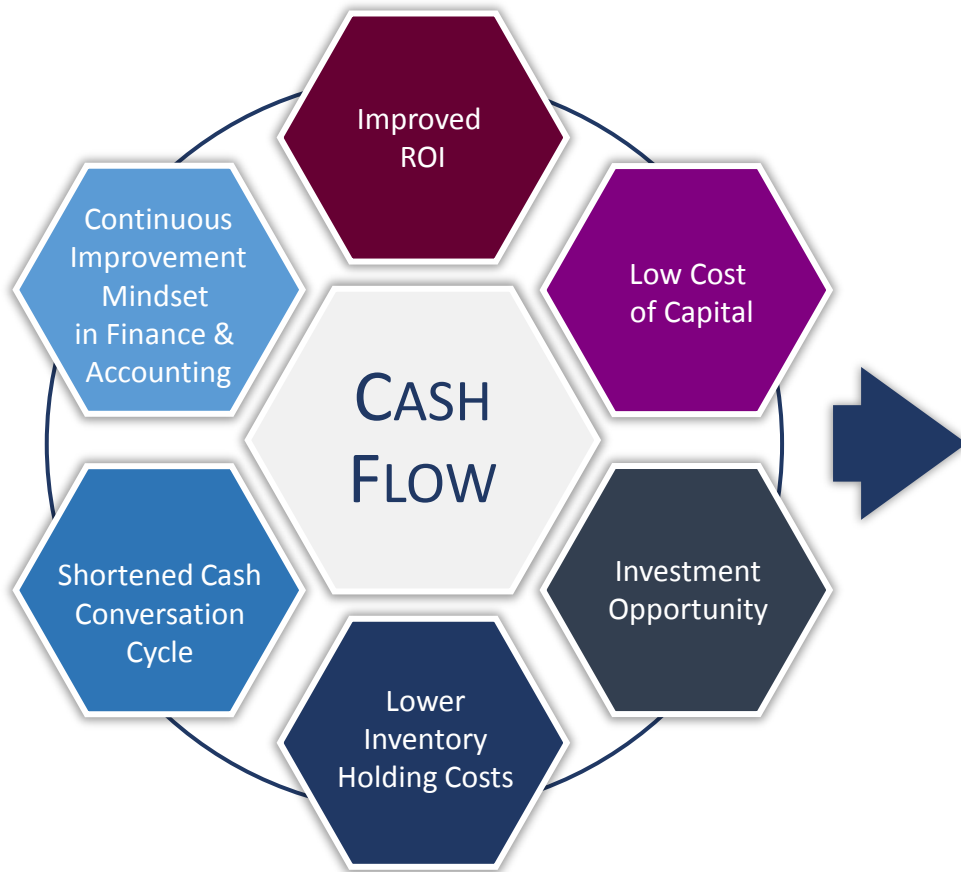 Improved
ROI
Low Cost
of Capital
Investment
Opportunity
Lower
Inventory
Holding Costs
Shortened Cash
Conversation
Cycle
Continuous
Improvement
Mindset
in Finance &
Accounting
CASH
FLOW